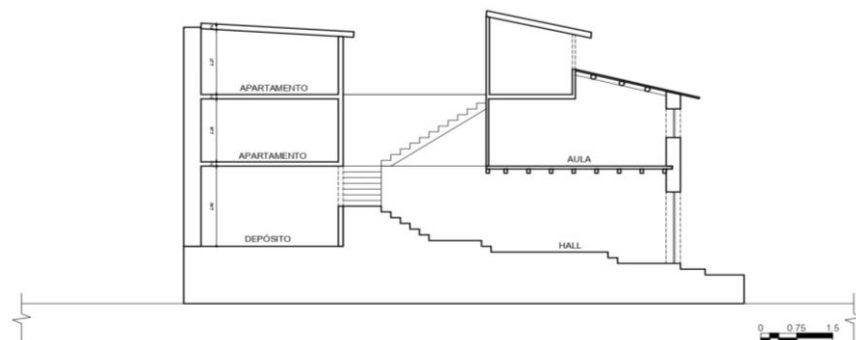 APARTAMENTO
APARTAMENTO
AULA
DEPÓSITO
HALL
0 0.75 1.5